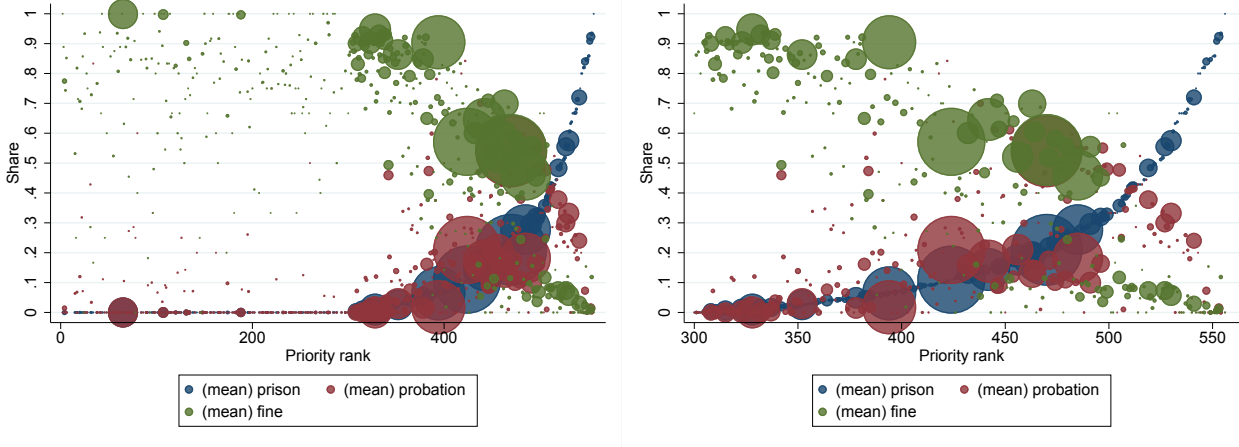 1
.9
.8
.7
.6
.5
.4
.3
.2
.1
0
Share
0 200 400
Priority rank
(mean) prison (mean) probation
(mean) fine
1
.9
.8
.7
.6
.5
.4
.3
.2
.1
0
Share
300 350 400 450 500 550
Priority rank
(mean) prison (mean) probation
(mean) fine